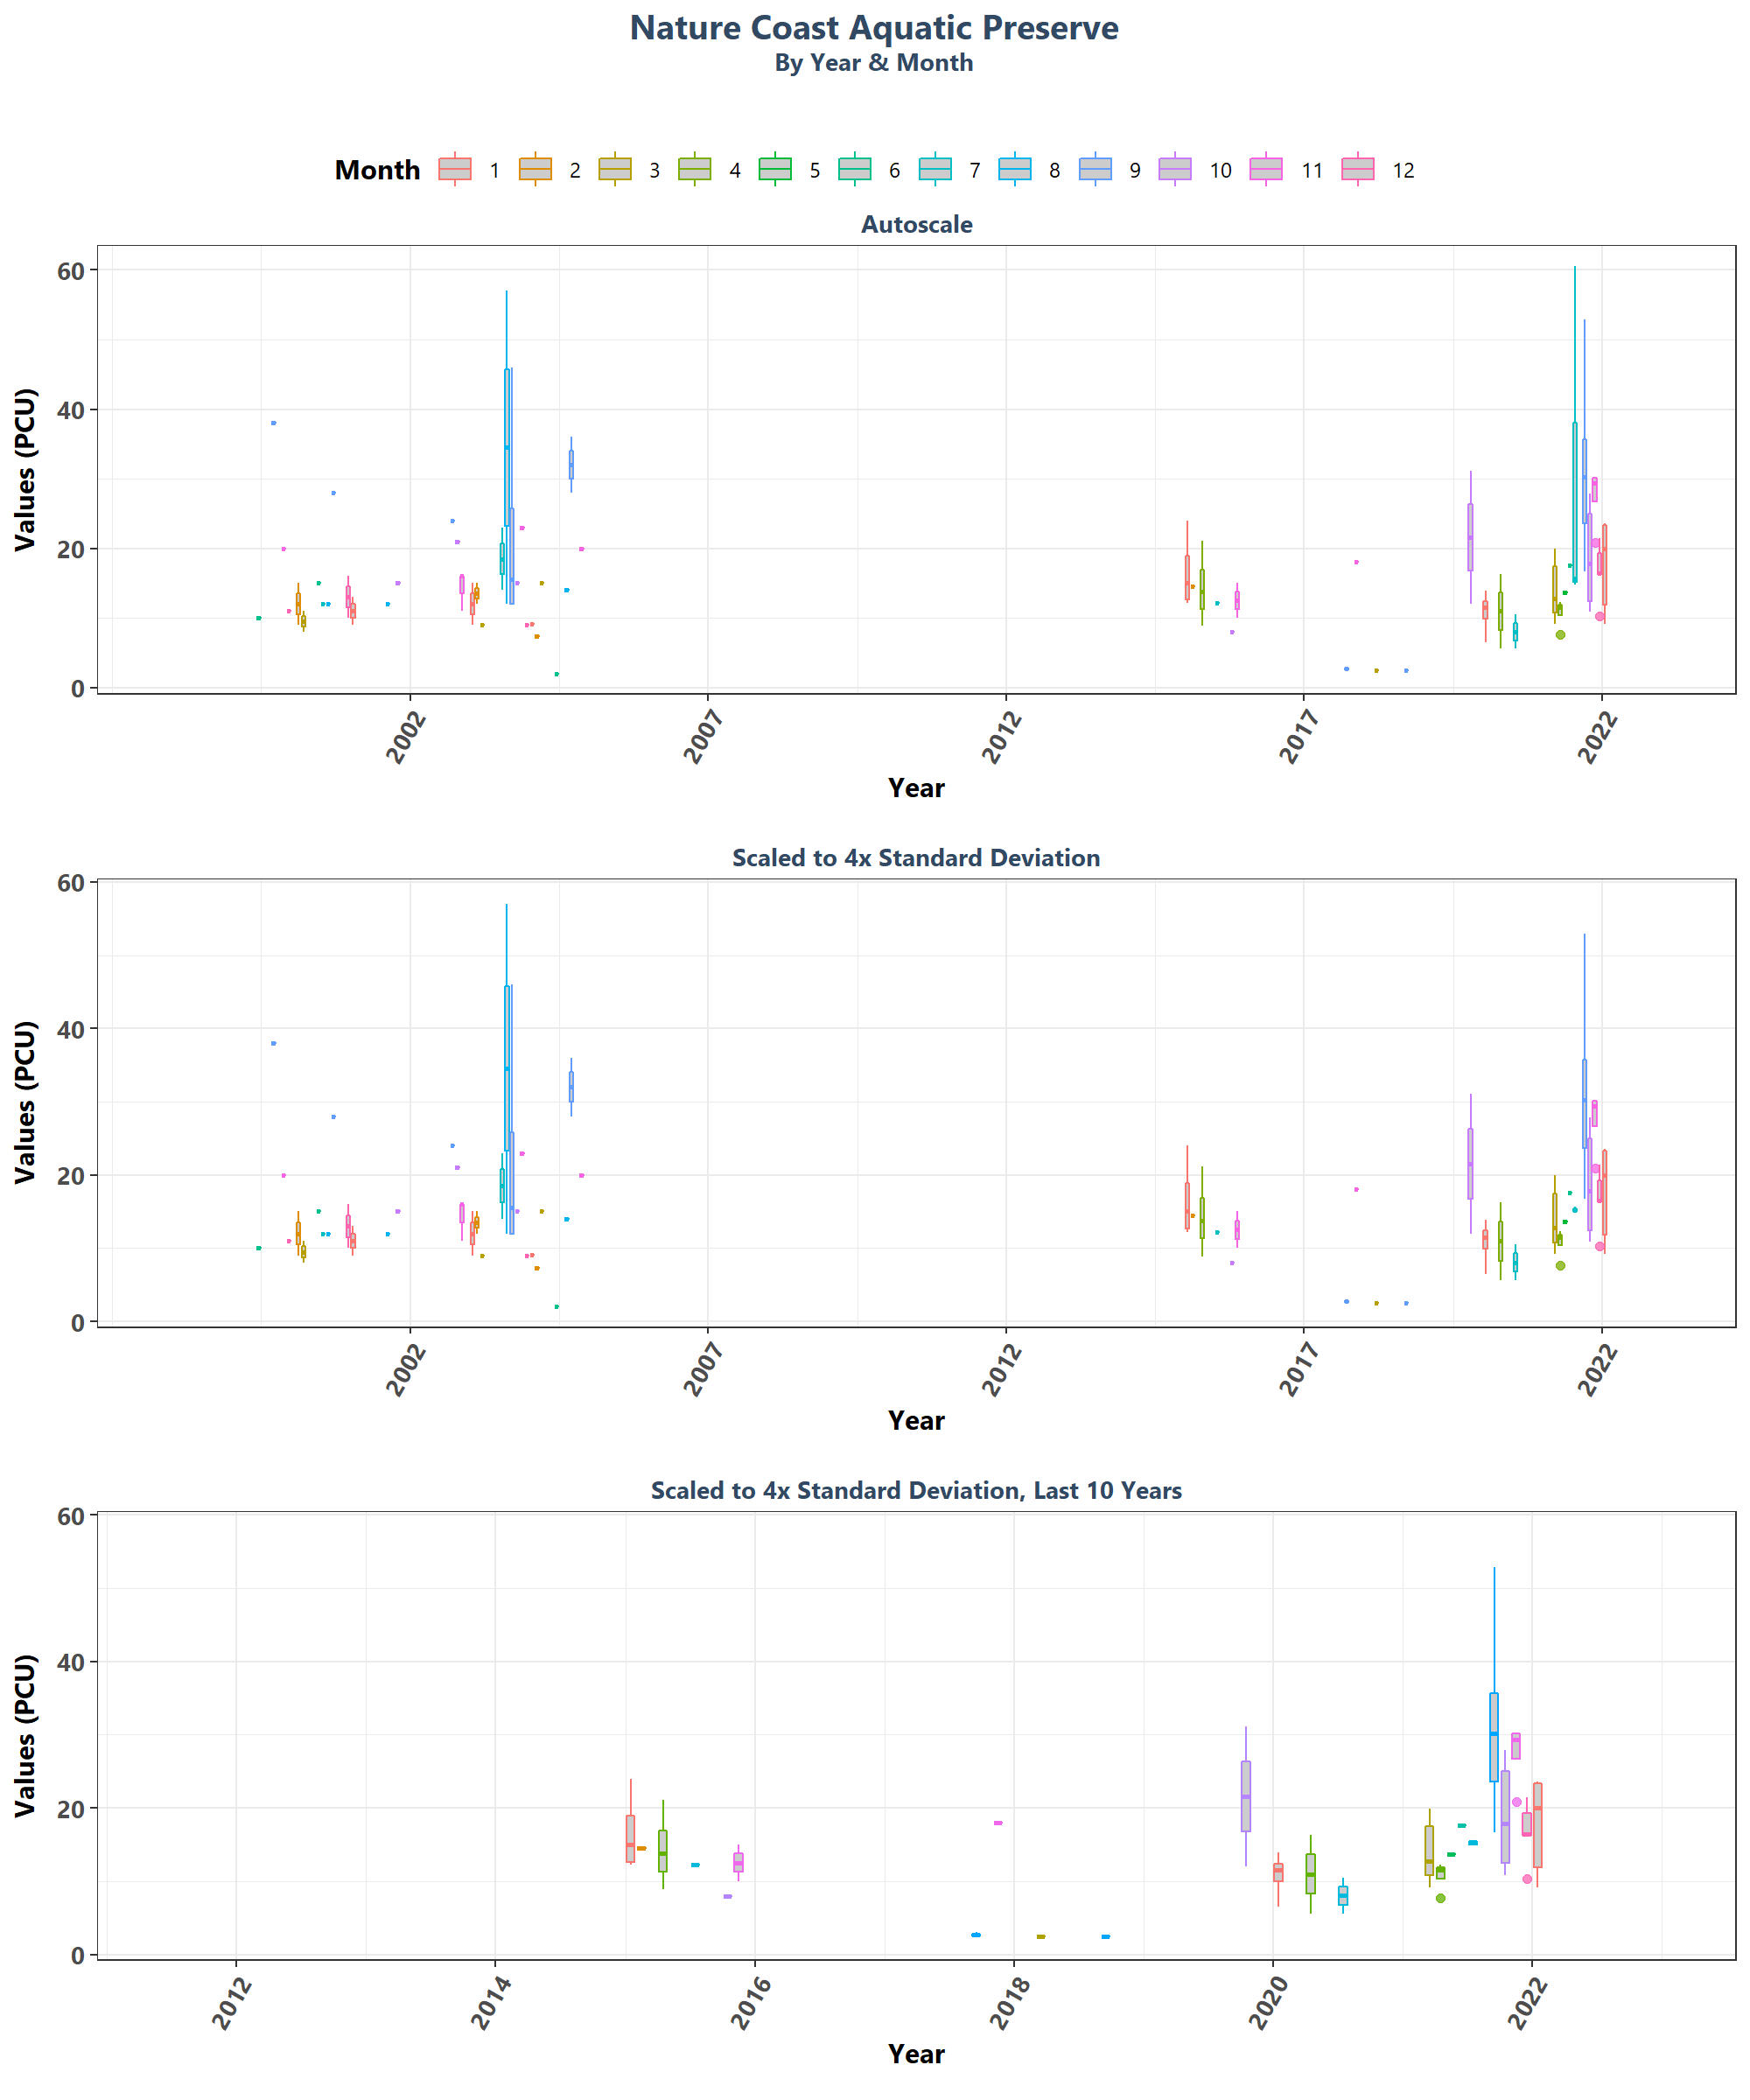 Nature Coast Aquatic Preserve
By Year & Month
Month 1 2 3 4 5 6 7 8 9 10 11 12
Autoscale
Values (PCU)
60
40
20
0
2002 2007 2012 2017 2022
Year
Scaled to 4x Standard Deviation
Values (PCU)
60
40
20
0
2002 2007 2012 2017 2022
Year
Scaled to 4x Standard Deviation, Last 10 Years
Values (PCU)
60
40
20
0
2012 2014 2016 2018 2020 2022
Year